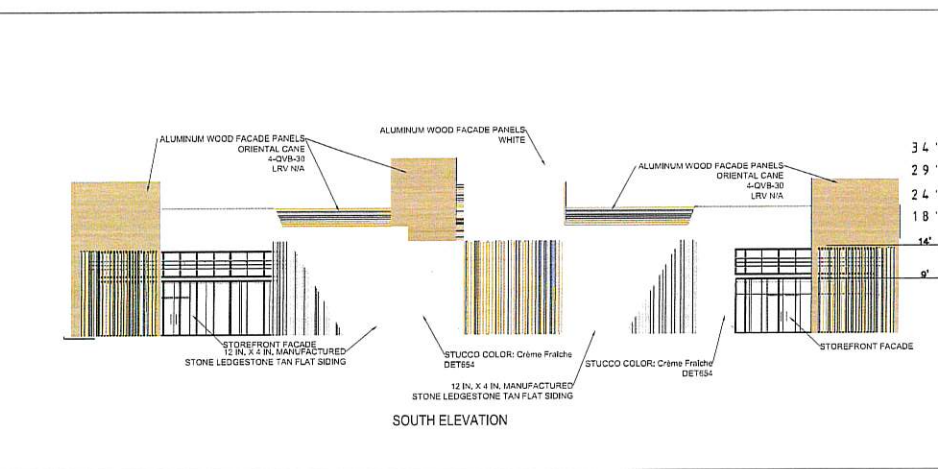 ALUMINUM WOOD FACADE PANELS
ORIENTAL CANE
4-QVB-30
LRV N/A
ALUMINUM WOOD FACADE PANELS
WHITE
ALUMINUM WOOD FACADE PANELS
ORIENTAL CANE
4-QVB-30
LRV N/A
34'
29'
24'
18'
14'
9'
STOREFRONT FACADE
12 IN. X 4 IN. MANUFACTURED
STONE LEDGESTONE TAN FLAT SIDING
STUCCO COLOR: Crème Fraîche
DET654
12 IN. X 4 IN. MANUFACTURED
STONE LEDGESTONE TAN FLAT SIDING
STUCCO COLOR: Crème Fraîche
DET654
STOREFRONT FACADE
SOUTH ELEVATION